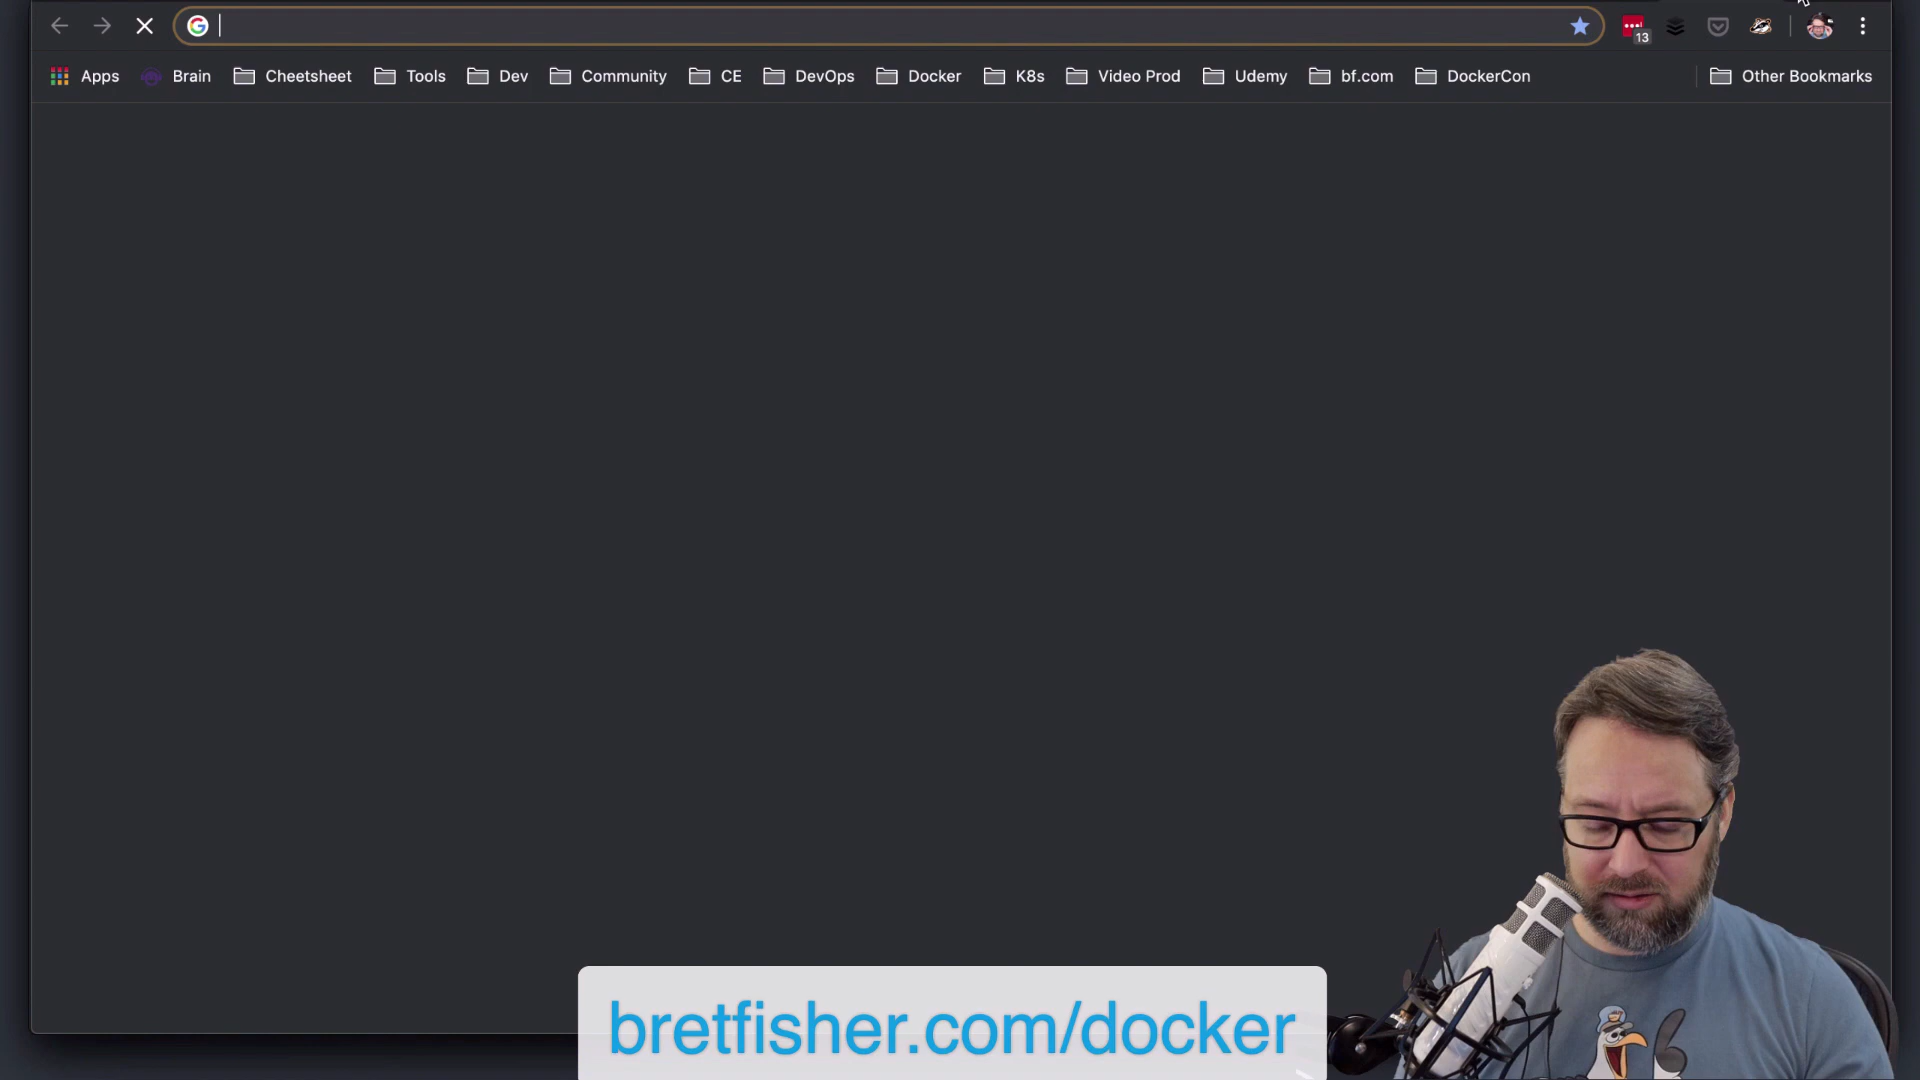 13
Apps Brain Cheetsheet Tools Dev Community CE DevOps Docker K8s Video Prod Udemy bf.com DockerCon Other Bookmarks
bretfisher.com/docker